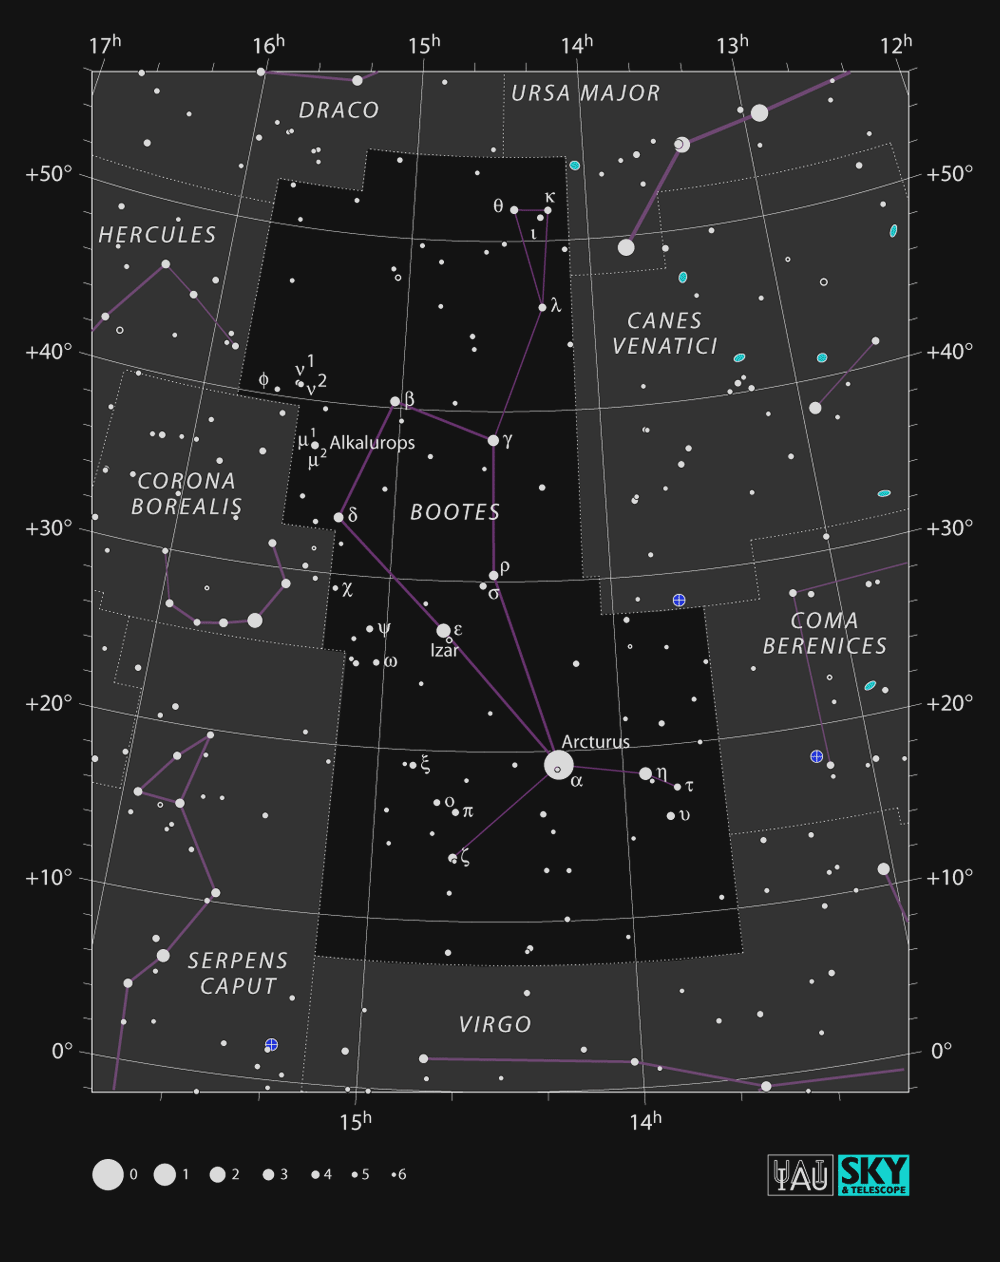 17h 16h 15h 14h 13h 12h
DRACO
URSA MAJOR
+50° +50°
θ κ
ι
HERCULES
λ
CANES
VENATICI
+40° +40°
ν1
φ ν2
β
μ1 Alkalurops γ
μ2
CORONA
BOREALIS
BOOTES
δ
+30° +30°
ρ
χ σ
COMA
BERENICES
ψ ε
Izar
ω
+20° +20°
Arcturus
ξ α η τ
ο π υ
ζ
+10° +10°
SERPENS
CAPUT
VIRGO
0° 0°
15h 14h
0 1 2 3 4 5 6
IAU
SKY
& TELESCOPE